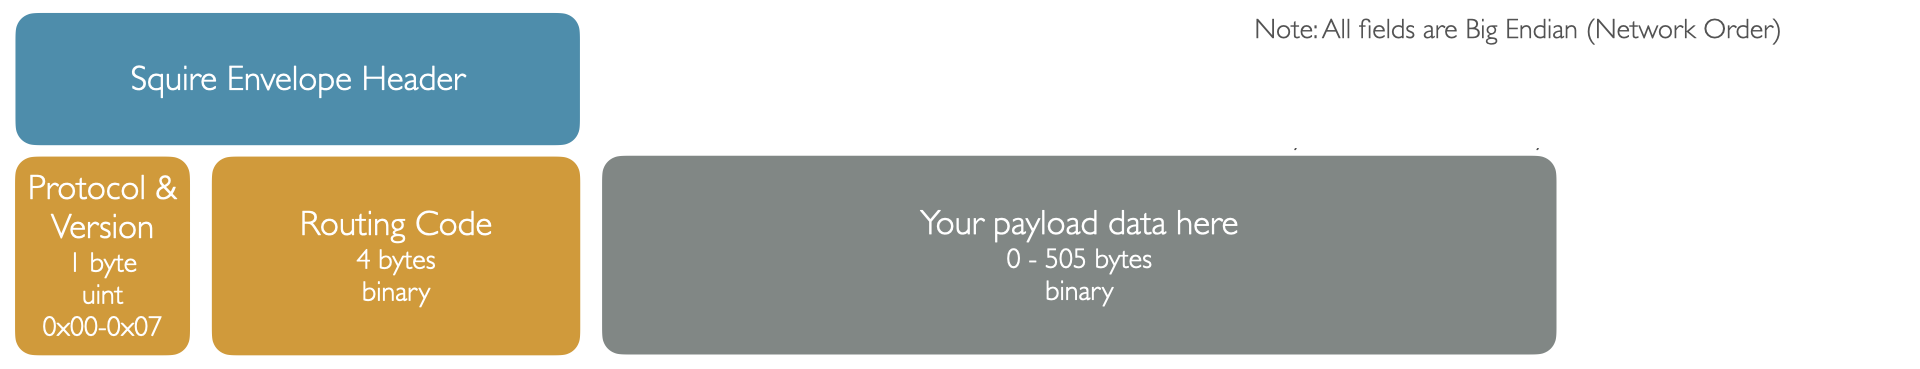 Note: All fields are Big Endian (Network Order)
Squire Envelope Header
Protocol &
Version
1 byte
uint
0x00-0x07
Routing Code
4 bytes
binary
Your payload data here
0 - 505 bytes
binary